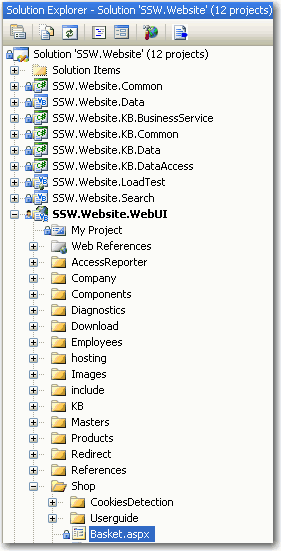 Solution Explorer - Solution 'SSW.Website' (12 projects)
Solution 'SSW.Website' (12 projects)
Solution Items
SSW.Website.Common
SSW.Website.Data
SSW.Website.KB.BusinessService
SSW.Website.KB.Common
SSW.Website.KB.Data
SSW.Website.KB.DataAccess
SSW.Website.LoadTest
SSW.Website.Search
SSW.Website.WebUI
My Project
Web References
AccessReporter
Company
Components
Diagnostics
Download
Employees
hosting
Images
include
KB
Masters
Products
Redirect
References
Shop
CookiesDetection
Userguide
Basket.aspx